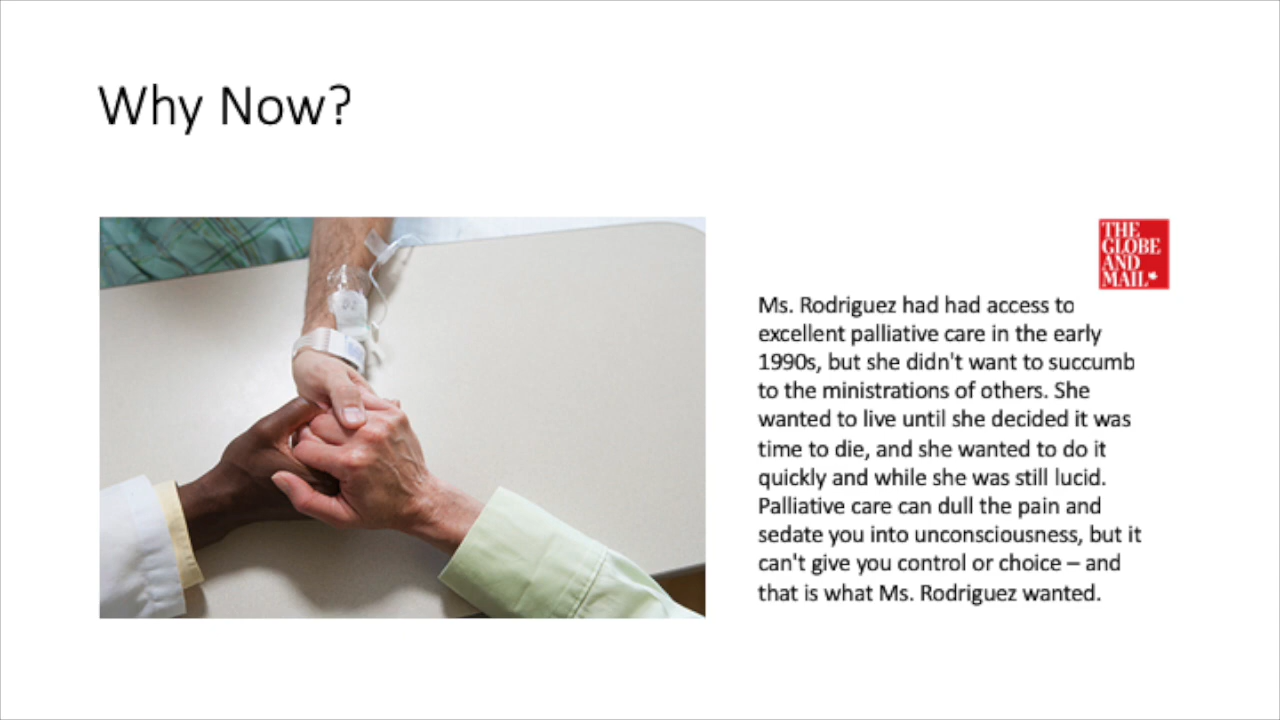 Why Now?
THE
GLOBE
AND
MAIL
Ms. Rodriguez had had access to
excellent palliative care in the early
1990s, but she didn't want to succumb
to the ministrations of others. She
wanted to live until she decided it was
time to die, and she wanted to do it
quickly and while she was still lucid.
Palliative care can dull the pain and
sedate you into unconsciousness, but it
can't give you control or choice – and
that is what Ms. Rodriguez wanted.